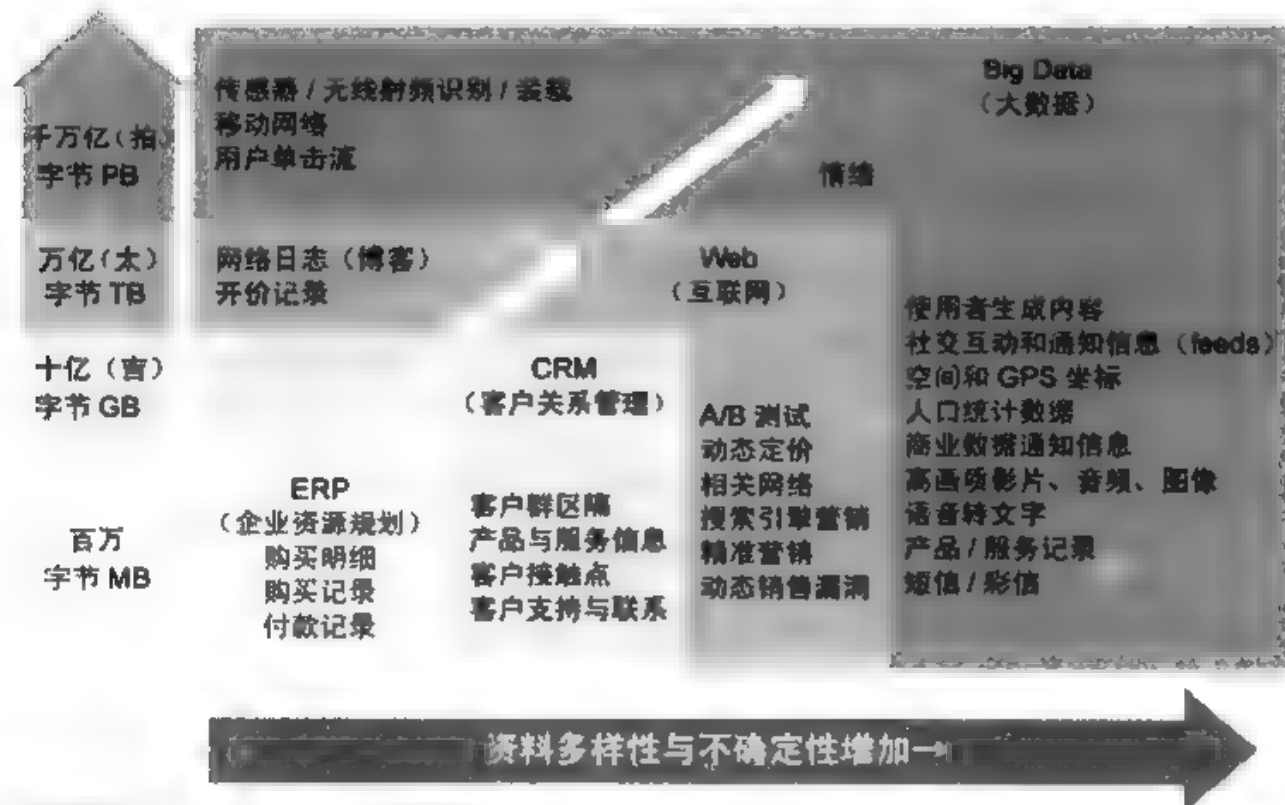 千万亿(拍)
字节 PB
万亿(太)
字节 TB
十亿(吉)
字节 GB
百万
字节 MB
传感器 / 无线射频识别 / 装载
移动网络
用户单击流
网络日志(博客)
开价记录
ERP
(企业资源规划)
购买明细
购买记录
付款记录
CRM
(客户关系管理)
客户群区隔
产品与服务信息
客户接触点
客户支持与联系
Web
(互联网)
A/B 测试
动态定价
相关网络
搜索引擎营销
精准营销
动态销售漏洞
Big Data
(大数据)
情绪
使用者生成内容
社交互动和通知信息(feeds)
空间和 GPS 坐标
人口统计数据
商业数据通知信息
高画质影片、音频、图像
语音转文字
产品 / 服务记录
短信 / 彩信
资料多样性与不确定性增加→